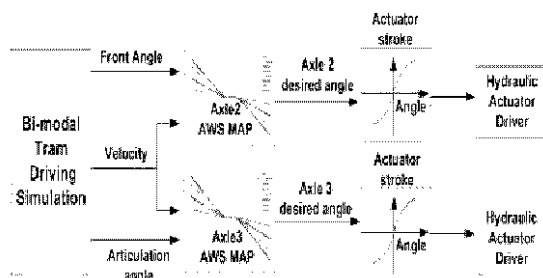 Actuator
stroke
Front Angle
Axle 2
desired angle
Axle2
AWS MAP
Angle
Hydraulic
Actuator
Driver
Bi-modal
Tram
Driving
Simulation
Velocity
Actuator
stroke
Axle 3
desired angle
Axle3
AWS MAP
Angle
Hydraulic
Actuator
Driver
Articulation
angle